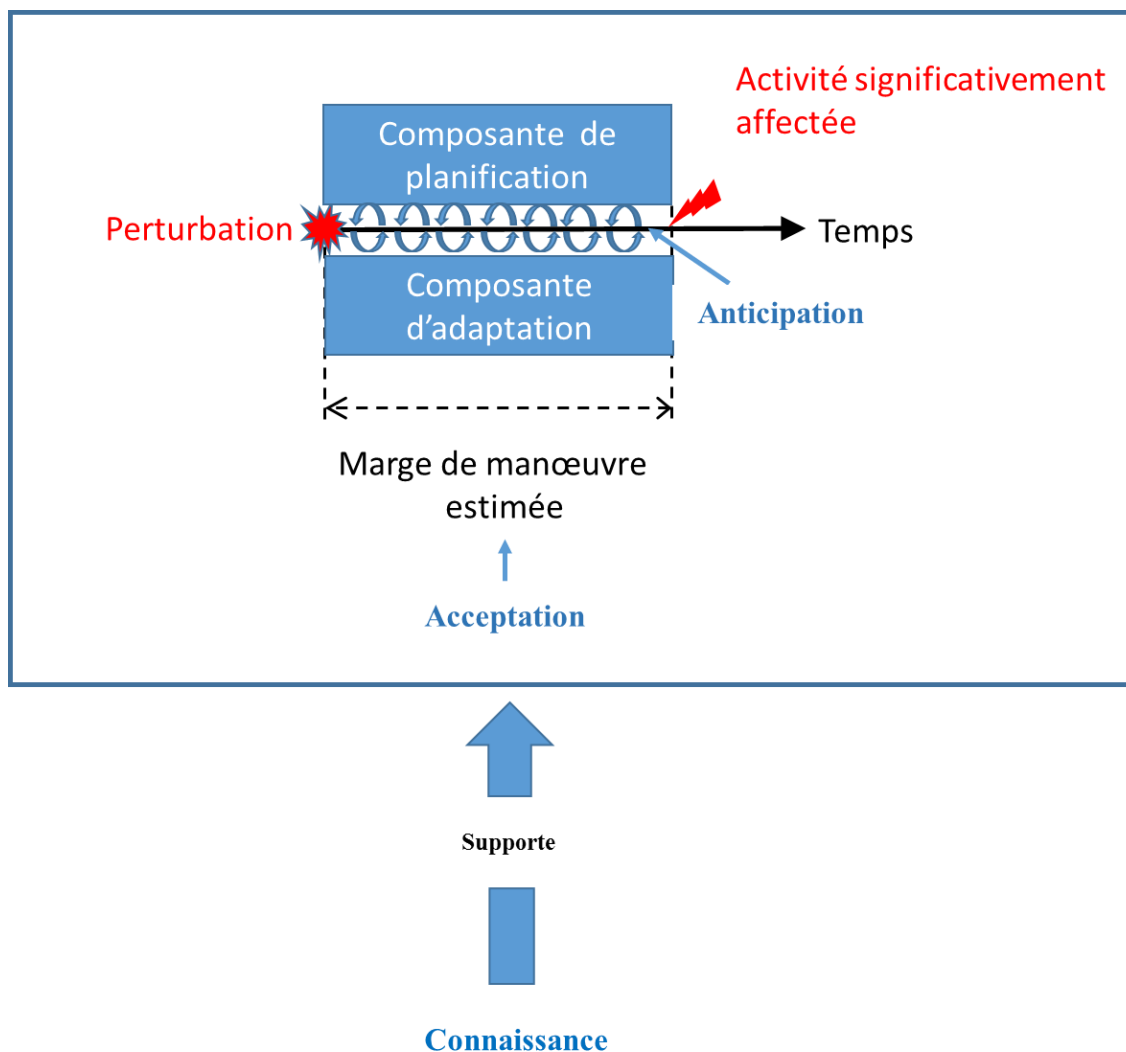 Activité significativement
affectée
Composante de
planification
Perturbation
Temps
Composante
d’adaptation
Anticipation
Marge de manœuvre
estimée
Acceptation
Supporte
Connaissance